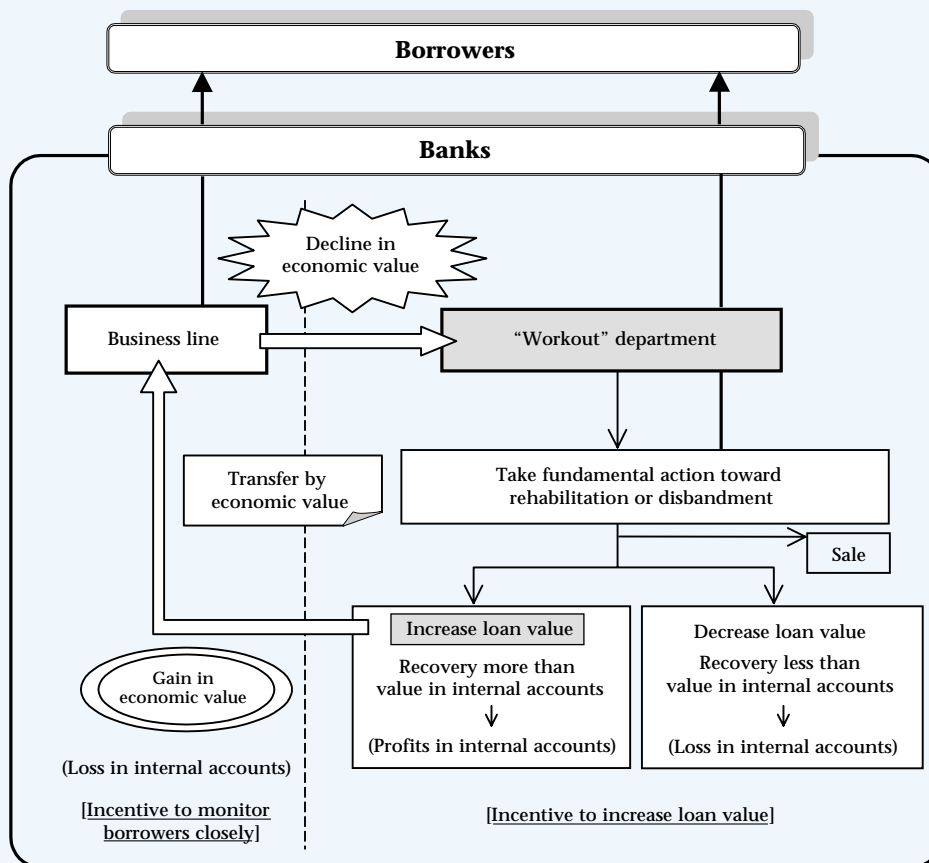 Borrowers
Banks
Decline in
economic value
Business line
“Workout” department
Transfer by
economic value
Take fundamental action toward
rehabilitation or disbandment
Sale
Increase loan value
Recovery more than
value in internal accounts
(Profits in internal accounts)
Decrease loan value
Recovery less than
value in internal accounts
(Loss in internal accounts)
Gain in
economic value
(Loss in internal accounts)
[Incentive to monitor
borrowers closely]
[Incentive to increase loan value]